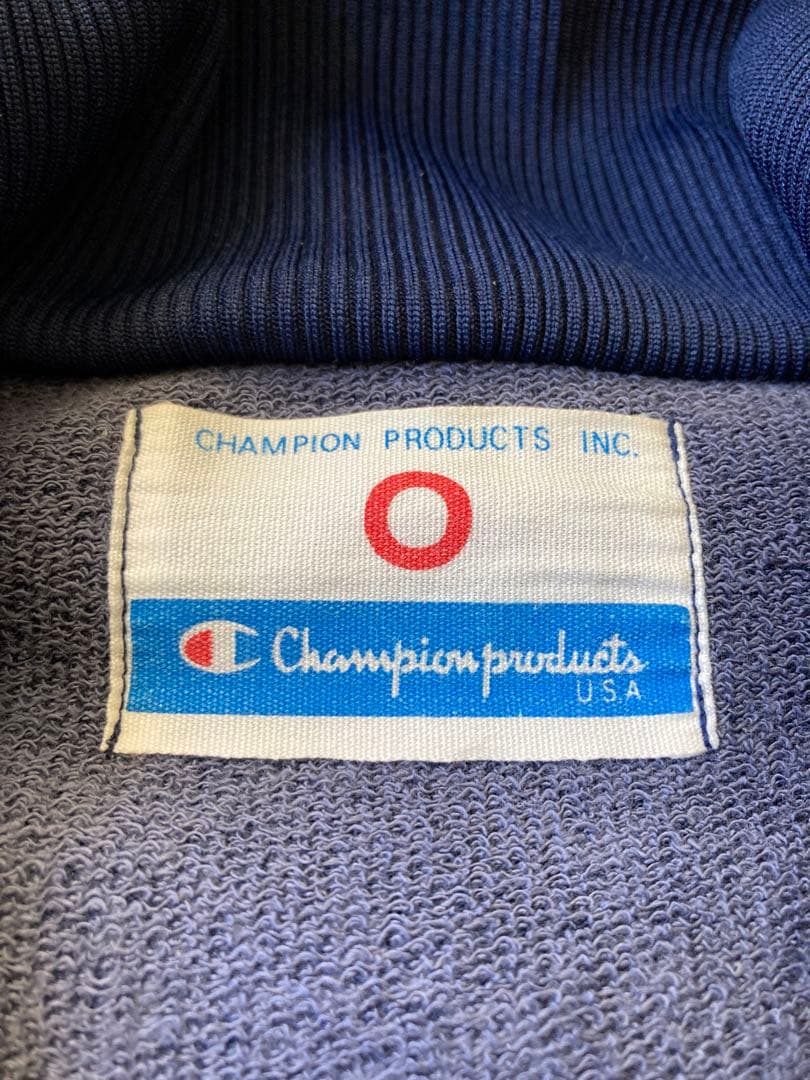 CHAMPION PRODUCTS INC.
O
Champion products
USA